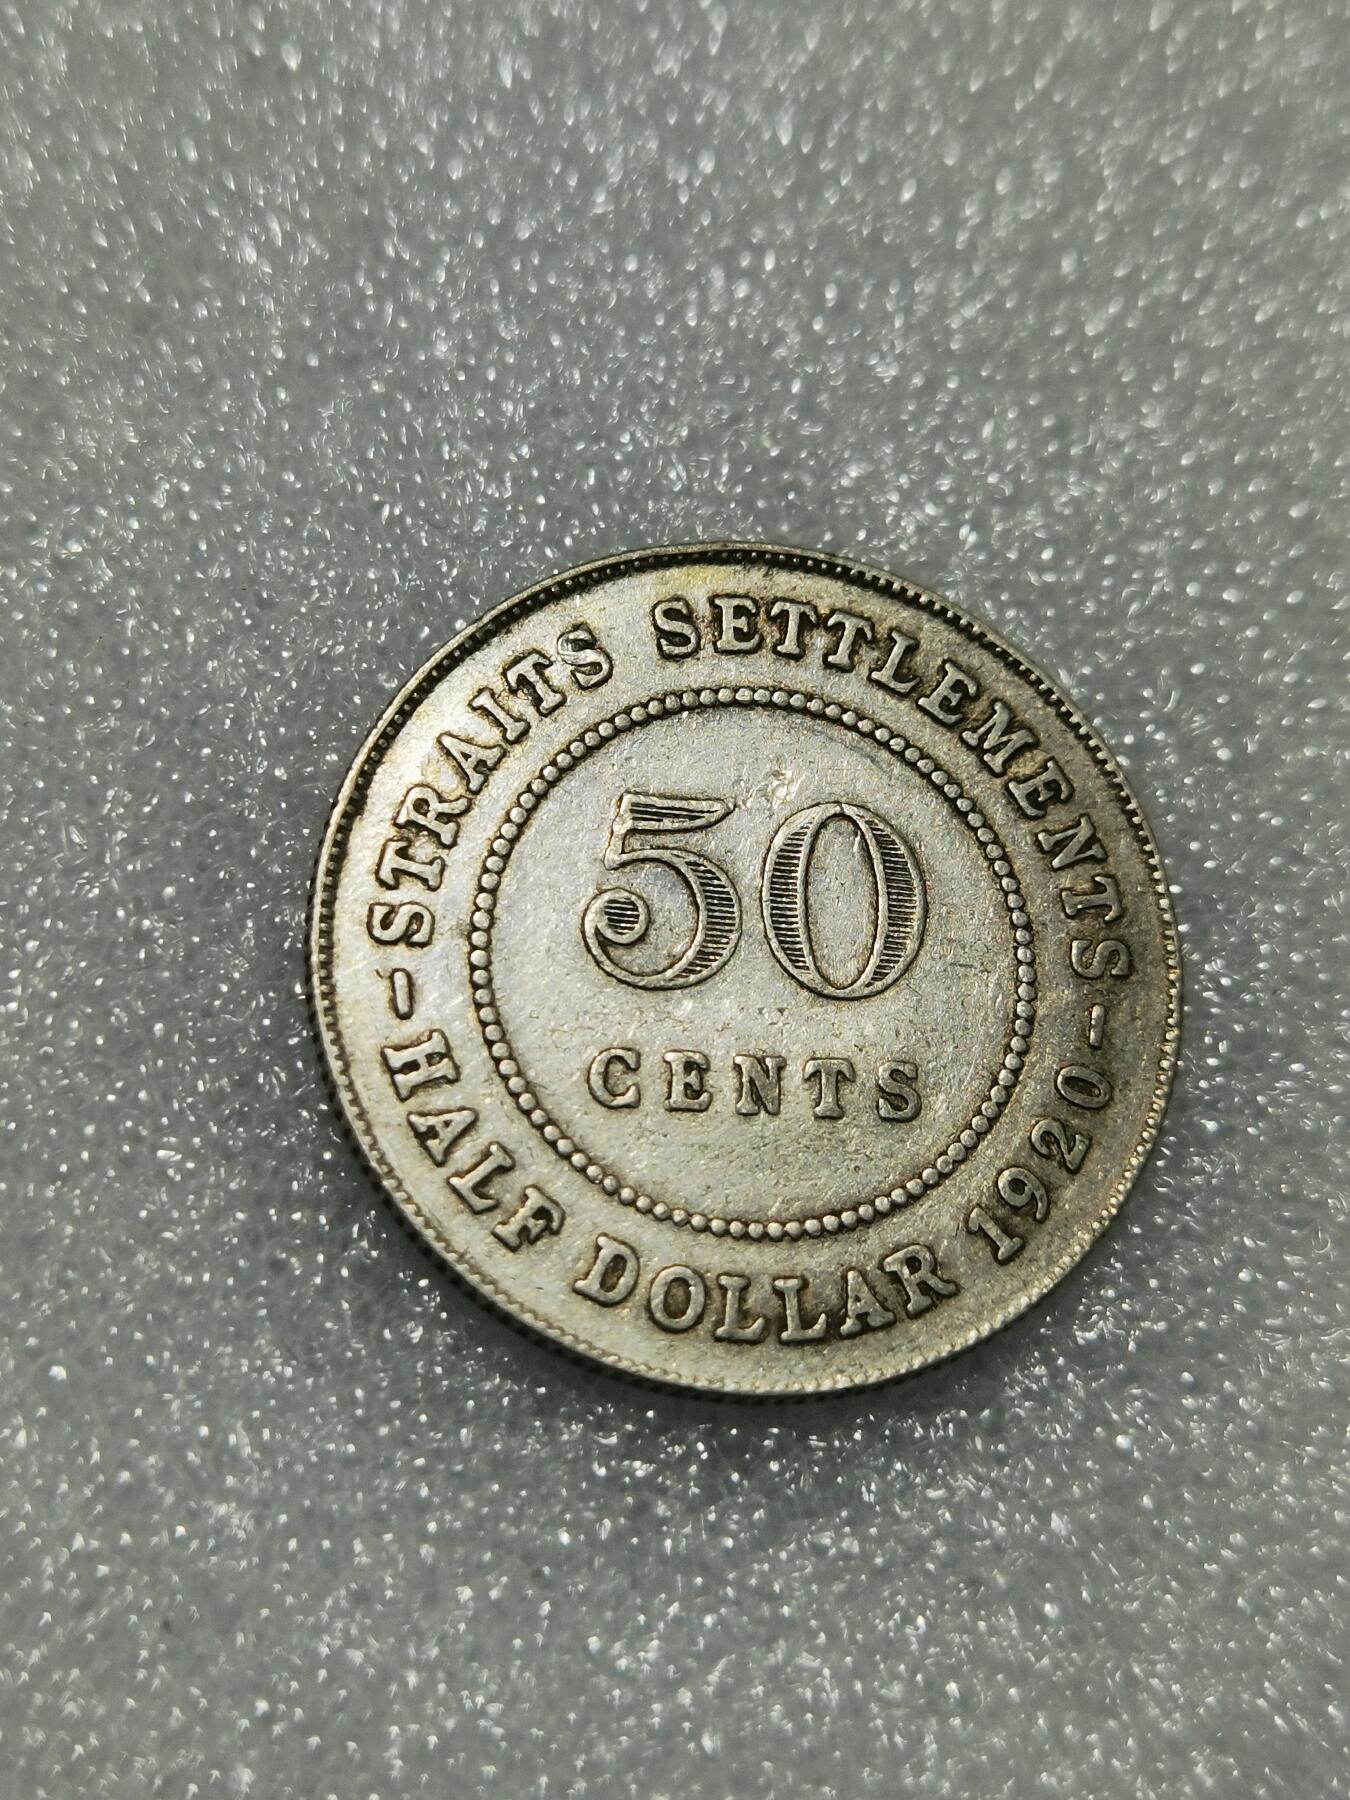 STRAITS SETTLEMENTS
50
CENTS
HALF DOLLAR 1920